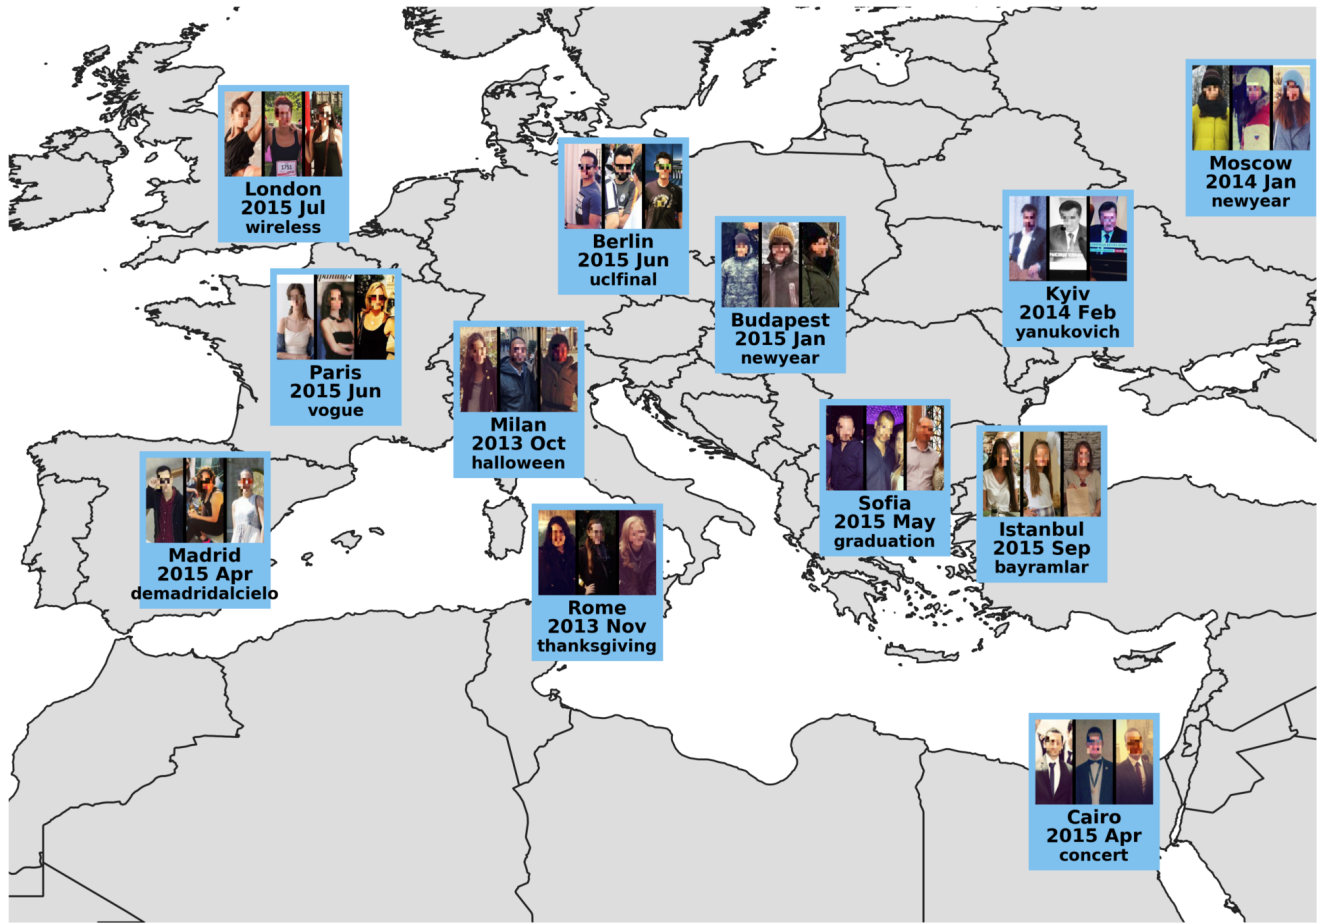 London
2015 Jul
wireless
Berlin
2015 Jun
uclfinal
Moscow
2014 Jan
newyear
Kyiv
2014 Feb
yanukovich
Budapest
2015 Jan
newyear
Paris
2015 Jun
vogue
Milan
2013 Oct
halloween
Sofia
2015 May
graduation
Istanbul
2015 Sep
bayramlar
Madrid
2015 Apr
demadridalcielo
Rome
2013 Nov
thanksgiving
Cairo
2015 Apr
concert